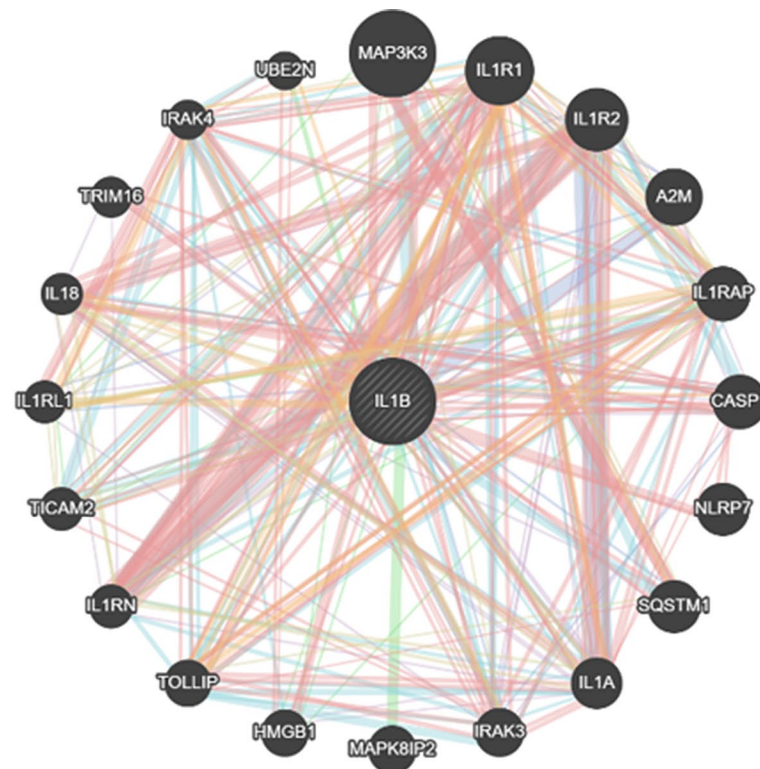 MAP3K3
IL1R1
UBE2N
IL1R2
IRAK4
A2M
TRIM16
IL1RAP
IL18
IL1B
CASP
IL1RL1
NLRP7
TICAM2
SQSTM1
IL1RN
IL1A
TOLLIP
IRAK3
HMGB1
MAPK8IP2